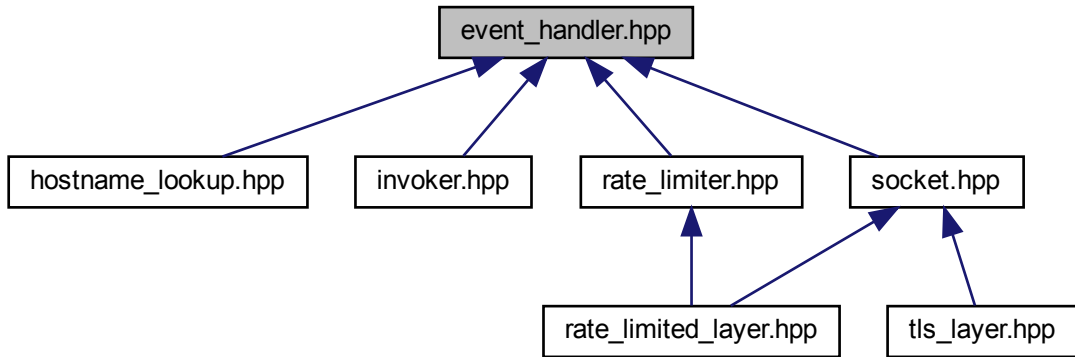 event_handler.hpp
hostname_lookup.hpp
invoker.hpp
rate_limiter.hpp
socket.hpp
rate_limited_layer.hpp
tls_layer.hpp